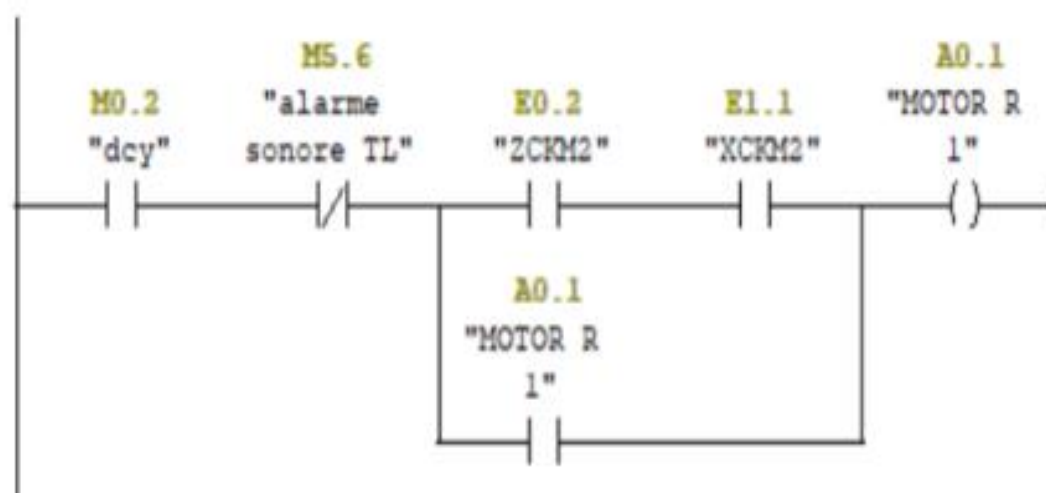 M5.6
A0.1
M0.2
"alarme
E0.2
E1.1
"MOTOR R
"dcy"
sonore TL"
"ZCKM2"
"XCKM2"
1"
A0.1
"MOTOR R
1"